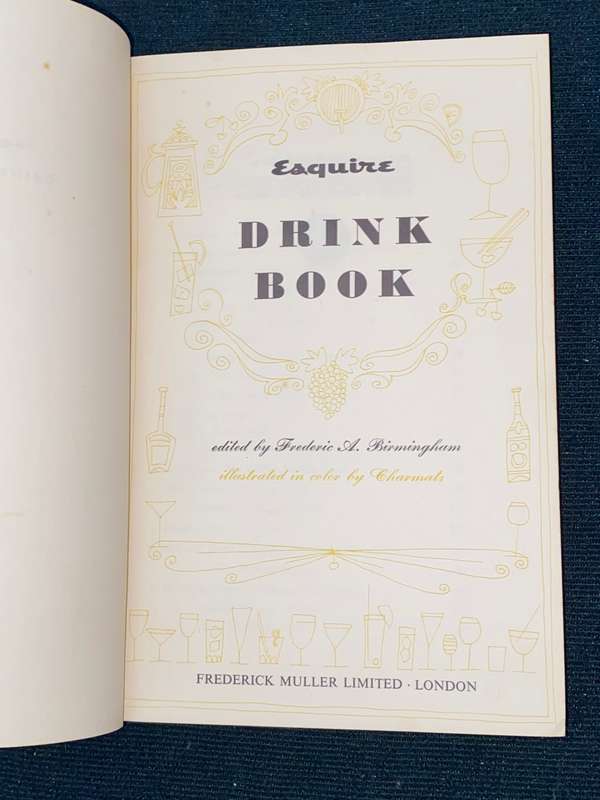 Esquire
DRINK
BOOK
edited by Frederic A. Birmingham
illustrated in color by Charmatz
FREDERICK MULLER LIMITED · LONDON